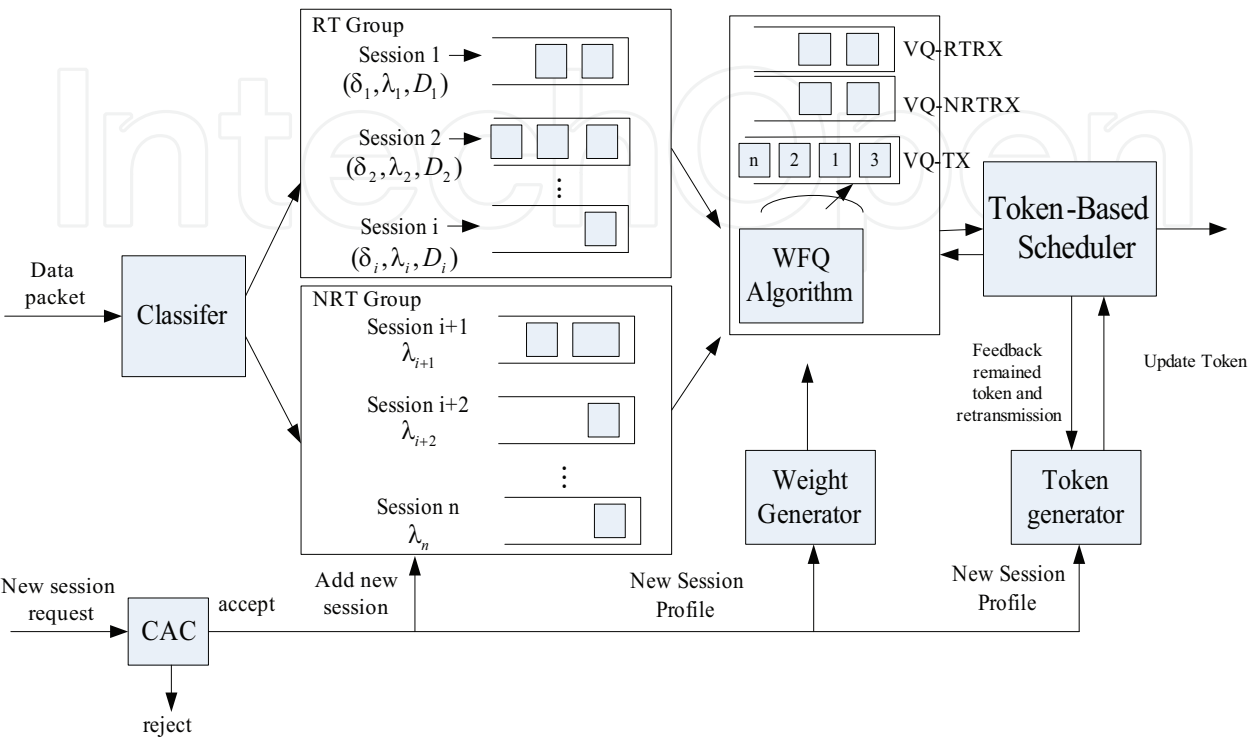 RT Group
Session 1
(δ₁,λ₁,D₁)
Session 2
(δ₂,λ₂,D₂)
⋮
Session i
(δᵢ,λᵢ,Dᵢ)
NRT Group
Session i+1
λᵢ₊₁
Session i+2
λᵢ₊₂
⋮
Session n
λₙ
Data
packet
Classifer
VQ-RTRX
VQ-NRTRX
n 2 1 3
VQ-TX
WFQ
Algorithm
Token-Based
Scheduler
Feedback
remained
token and
retransmission
Update Token
Weight
Generator
Token
generator
New session
request
CAC
accept
reject
Add new
session
New Session
Profile
New Session
Profile
IntechOpen